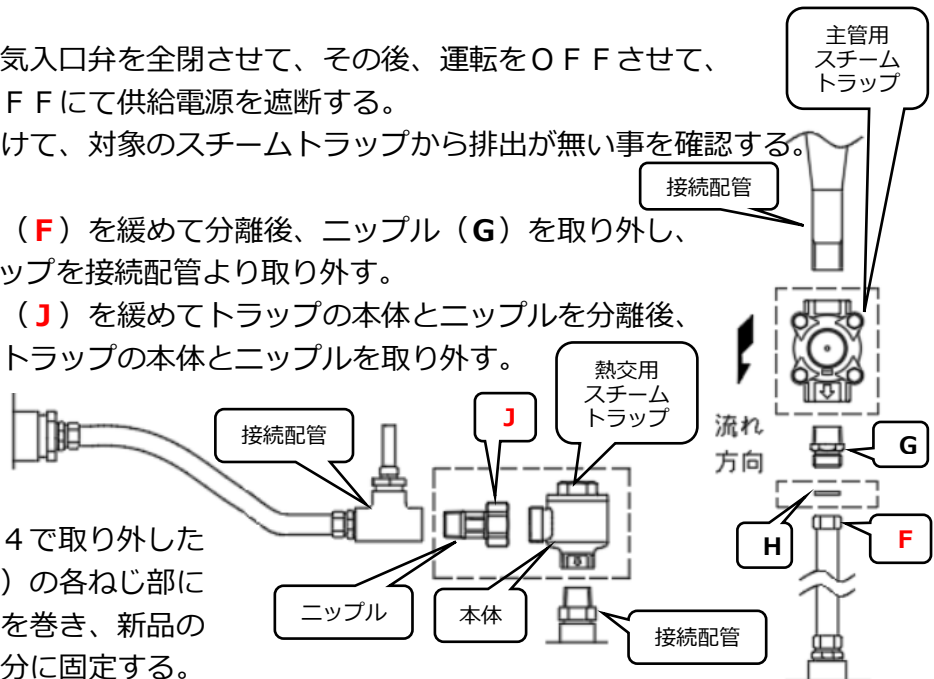 気入口弁を全閉させて、その後、運転をＯＦＦさせて、
ＦＦにて供給電源を遮断する。
けて、対象のスチームトラップから排出が無い事を確認する。
（F）を緩めて分離後、ニップル（G）を取り外し、
ップを接続配管より取り外す。
（J）を緩めてトラップの本体とニップルを分離後、
トラップの本体とニップルを取り外す。
主管用
スチーム
トラップ
接続配管
熱交用
スチーム
トラップ
J
接続配管
流れ
方向
G
H
F
ニップル
本体
接続配管
４で取り外した
）の各ねじ部に
を巻き、新品の
分に固定する。